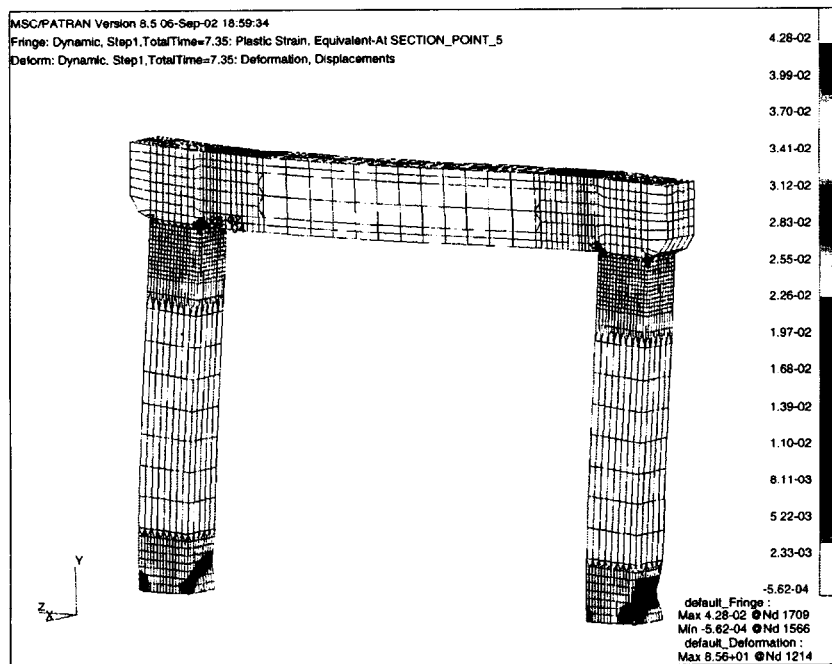 MSC/PATRAN Version 8.5 06-Sep-02 18:59:34
Fringe: Dynamic, Step1,TotalTime=7.35: Plastic Strain, Equivalent-At SECTION_POINT_5
Deform: Dynamic, Step1,TotalTime=7.35: Deformation, Displacements
4.28-02
3.99-02
3.70-02
3.41-02
3.12-02
2.83-02
2.55-02
2.26-02
1.97-02
1.68-02
1.39-02
1.10-02
8.11-03
5.22-03
2.33-03
-5.62-04
Y
Z
X
default_Fringe :
Max 4.28-02 @Nd 1709
Min -5.62-04 @Nd 1566
default_Deformation :
Max 8.56+01 @Nd 1214